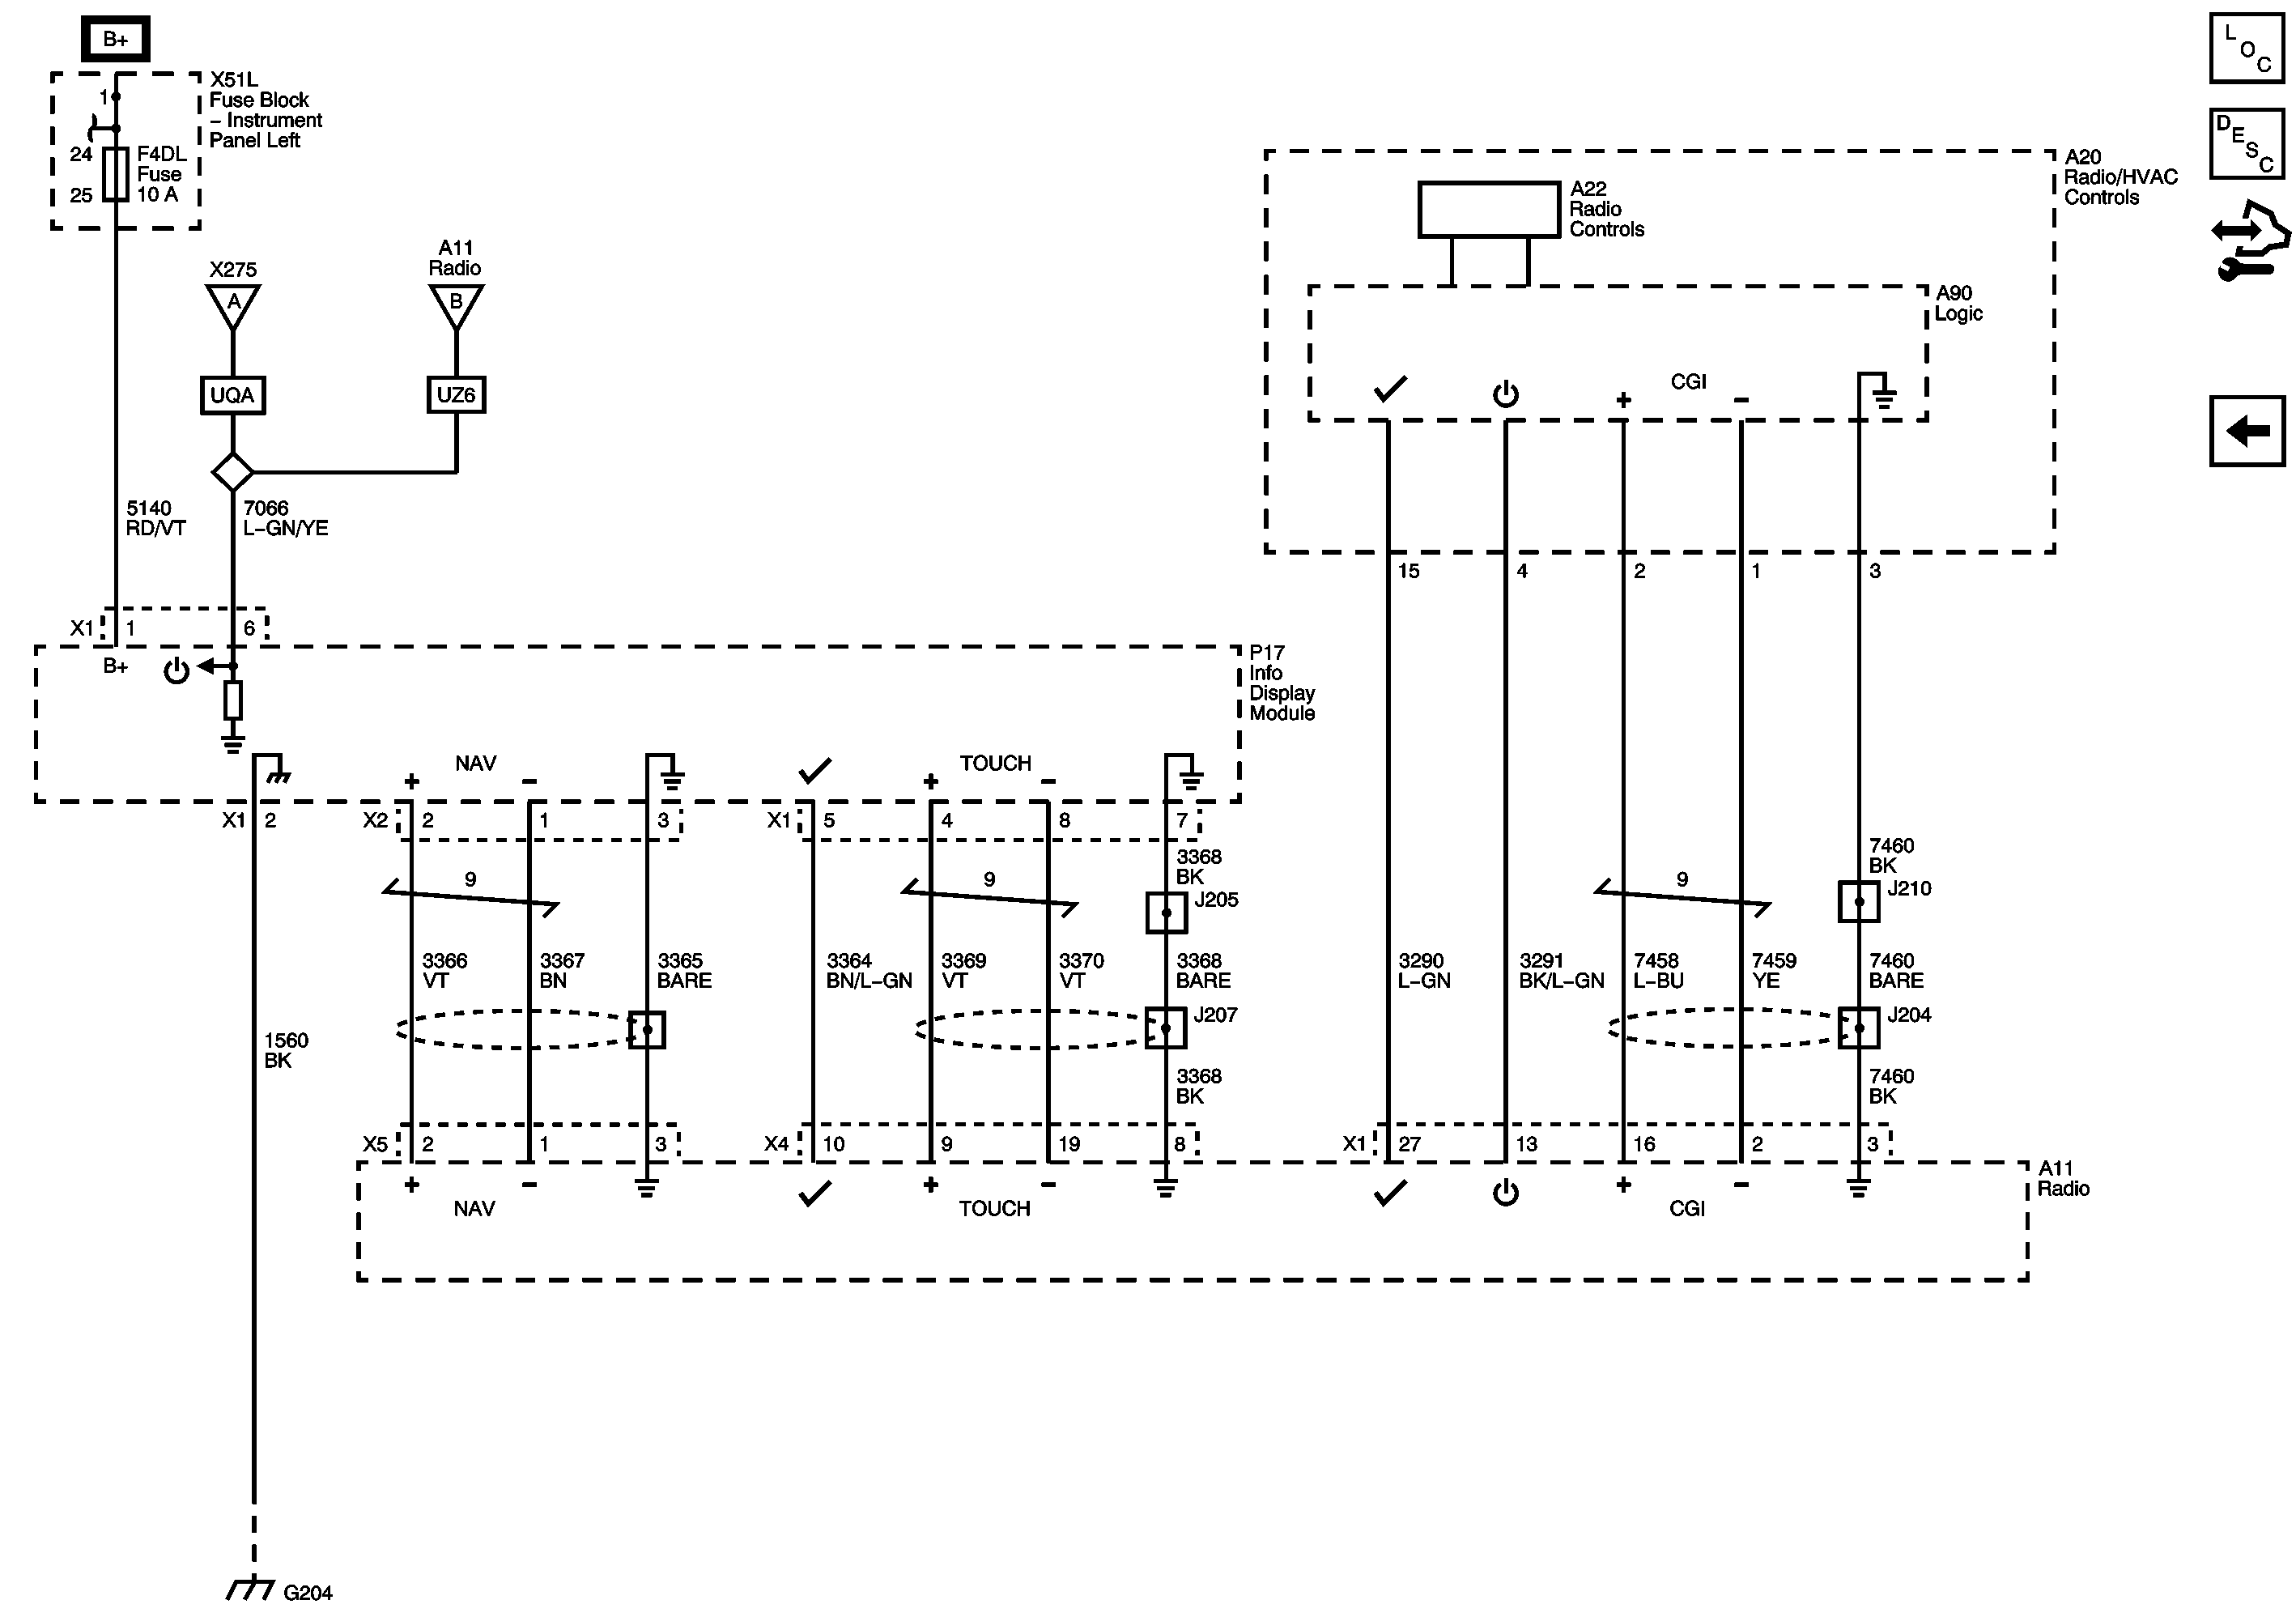 B+
X51L
Fuse Block
– Instrument
Panel Left
1
24
25
F4DL
Fuse
10 A
X275
A
UQA
A11
Radio
B
UZ6
5140
RD/VT
7066
L–GN/YE
X1
1
6
B+
P17
Info
Display
Module
NAV
+
–
TOUCH
+
–
X1
2
X2
2
1
3
X1
5
4
8
7
9
9
3368
BK
J205
3366
VT
3367
BN
3365
BARE
3364
BN/L–GN
3369
VT
3370
VT
3368
BARE
J207
3368
BK
1560
BK
X5
2
1
3
X4
10
9
19
8
A20
Radio/HVAC
Controls
A22
Radio
Controls
A90
Logic
CGI
+
–
15
4
2
1
3
9
7460
BK
J210
3290
L–GN
3291
BK/L–GN
7458
L–BU
7459
YE
7460
BARE
J204
7460
BK
X1
27
13
16
2
3
A11
Radio
+
–
NAV
+
–
TOUCH
+
–
CGI
G204
LOC
DESC